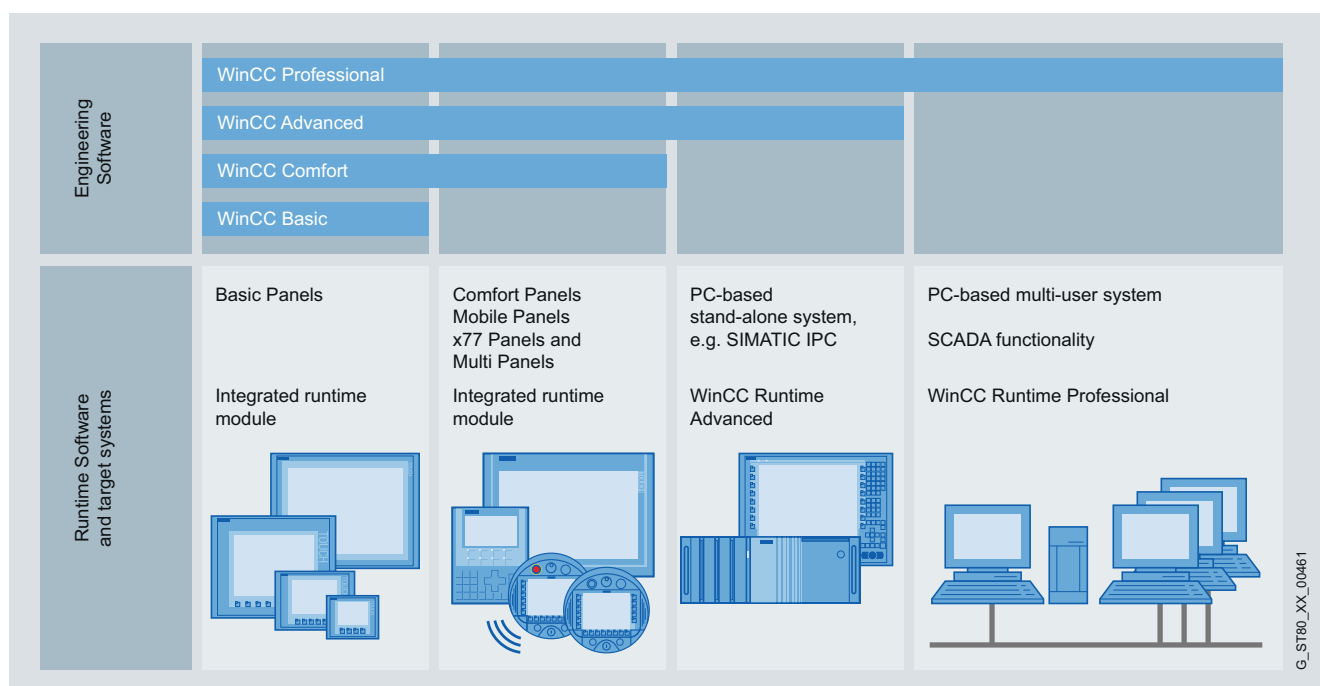 Engineering
Software
WinCC Professional
WinCC Advanced
WinCC Comfort
WinCC Basic
Runtime Software
and target systems
Basic Panels
Integrated runtime
module
Comfort Panels
Mobile Panels
x77 Panels and
Multi Panels
Integrated runtime
module
PC-based
stand-alone system,
e.g. SIMATIC IPC
WinCC Runtime
Advanced
PC-based multi-user system
SCADA functionality
WinCC Runtime Professional
G_ST80_XX_00461